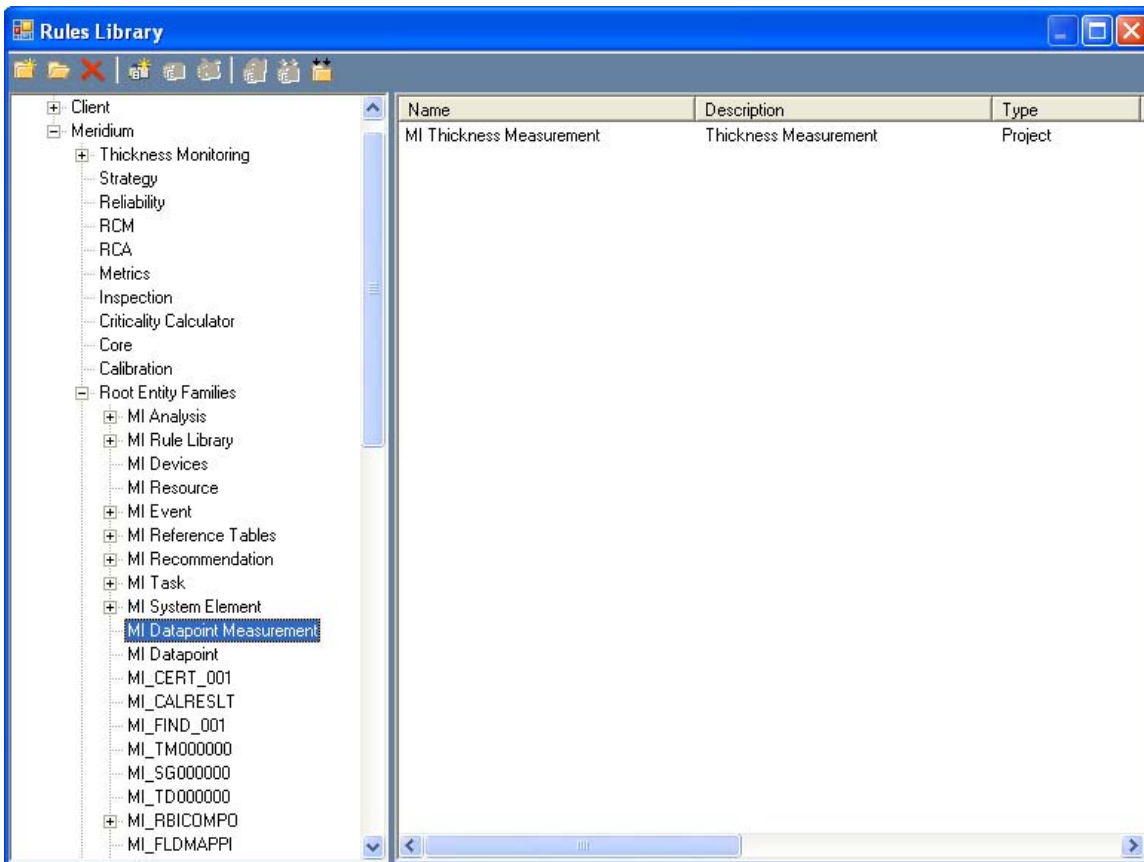 Rules Library
Client
Meridium
Thickness Monitoring
Strategy
Reliability
RCM
RCA
Metrics
Inspection
Criticality Calculator
Core
Calibration
Root Entity Families
MI Analysis
MI Rule Library
MI Devices
MI Resource
MI Event
MI Reference Tables
MI Recommendation
MI Task
MI System Element
MI Datapoint Measurement
MI Datapoint
MI_CERT_001
MI_CALRESLT
MI_FIND_001
MI_TM000000
MI_SG000000
MI_TD000000
MI_RBICOMPO
MI_FLDMAPPI
Name Description Type
MI Thickness Measurement Thickness Measurement Project